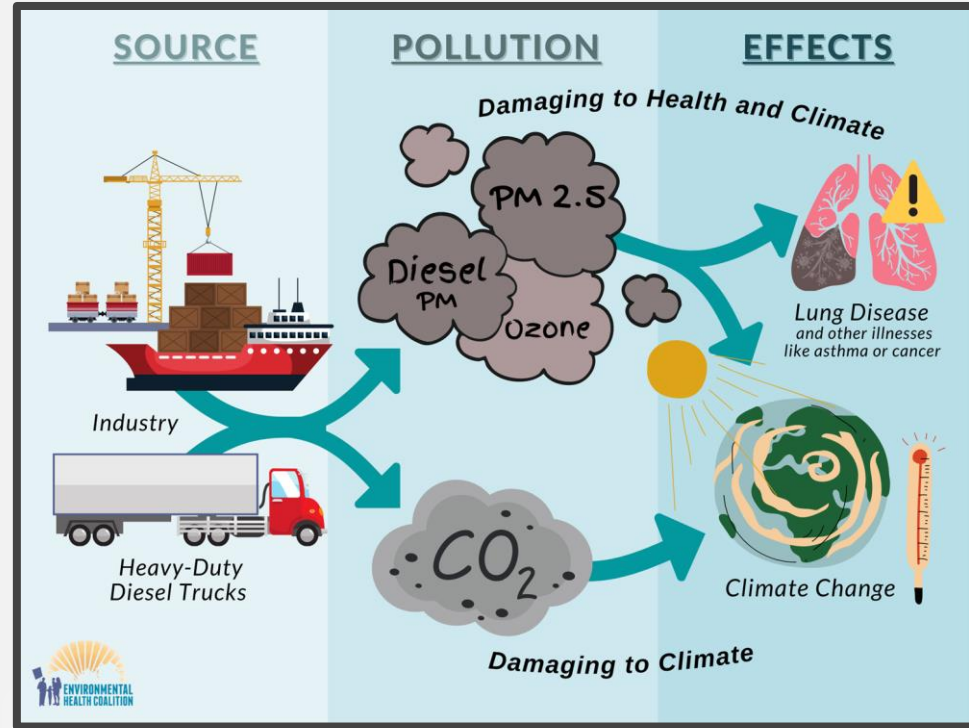 SOURCE
POLLUTION
EFFECTS
Damaging to Health and Climate
PM 2.5
Diesel
PM
Ozone
Lung Disease
and other illnesses
like asthma or cancer
Industry
Heavy-Duty
Diesel Trucks
CO₂
Climate Change
Damaging to Climate
ENVIRONMENTAL
HEALTH COALITION